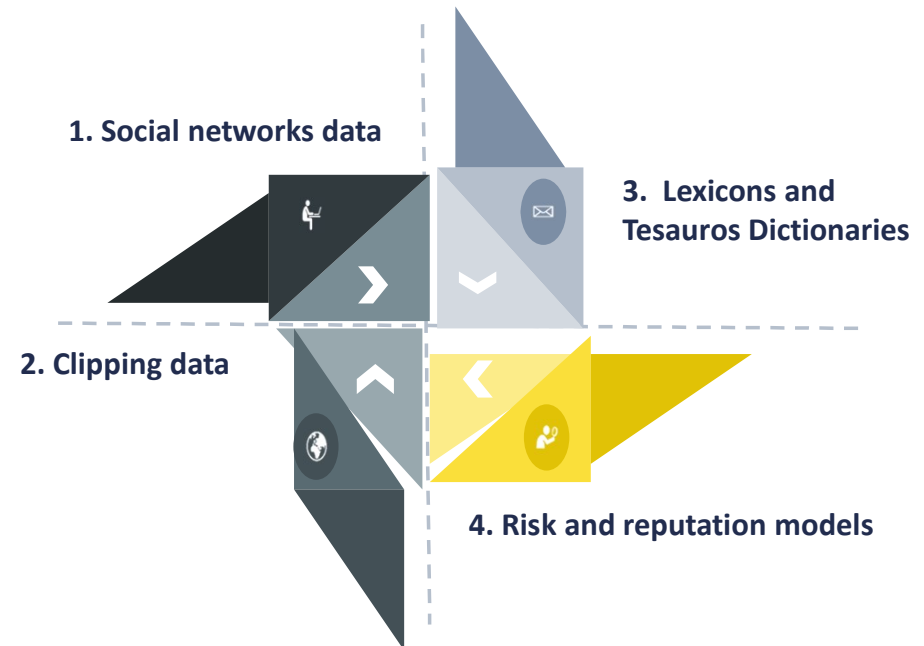 1. Social networks data
2. Clipping data
3. Lexicons and
Tesauros Dictionaries
4. Risk and reputation models